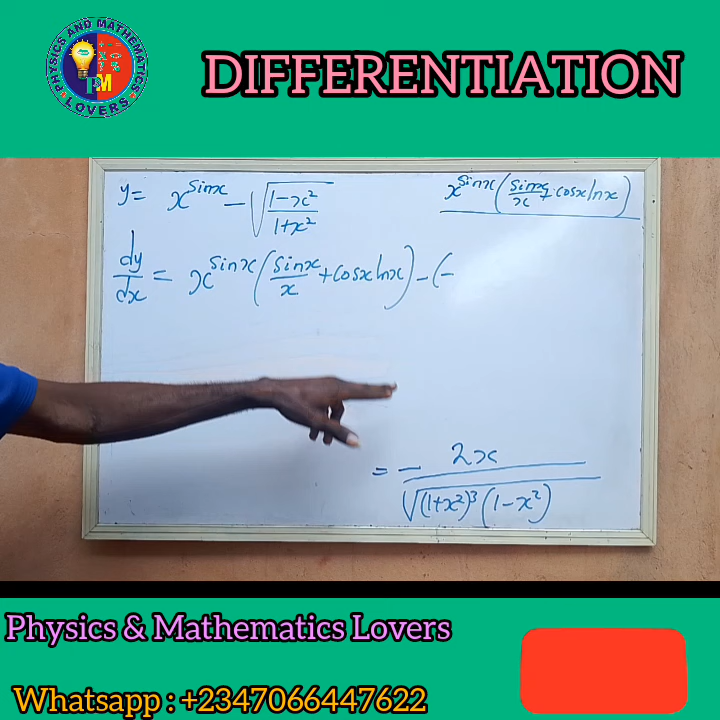 PHYSICS AND MATHEMATICS
PM
LOVERS
DIFFERENTIATION
y = x^sinx - √((1-x²)/(1+x²))
x^sinx (sinx/x + cosx lnx)
dy/dx = x^sinx (sinx/x + cosx lnx) - (-
= - 2x / √((1+x²)³ (1-x²))
Physics & Mathematics Lovers
Whatsapp : +2347066447622